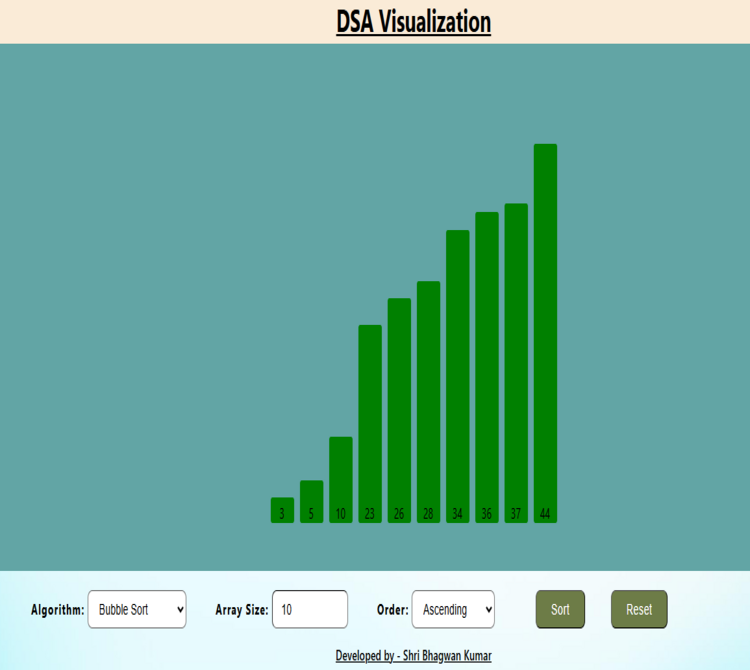 DSA Visualization
3 5 10 23 26 28 34 36 37 44
Algorithm: Bubble Sort Array Size: 10 Order: Ascending Sort Reset
Developed by - Shri Bhagwan Kumar